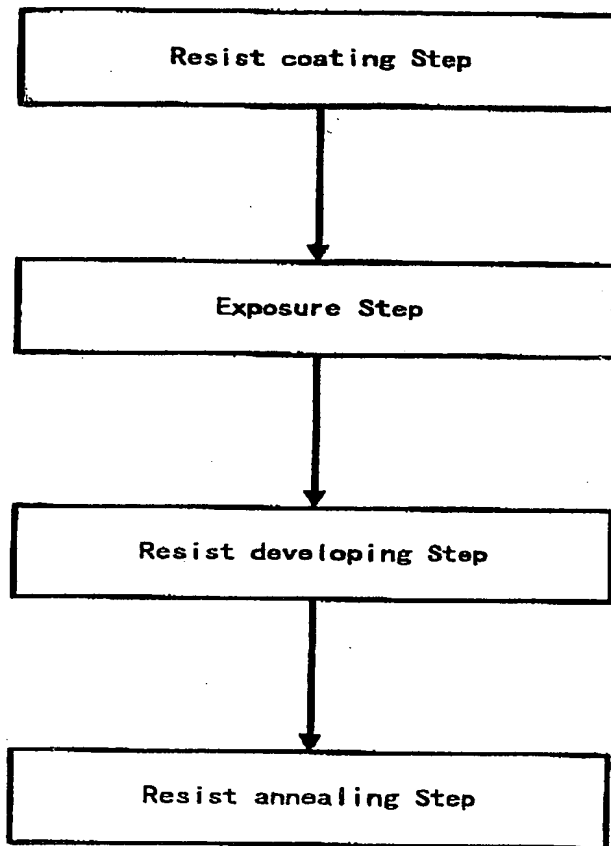 Resist coating Step
Exposure Step
Resist developing Step
Resist annealing Step